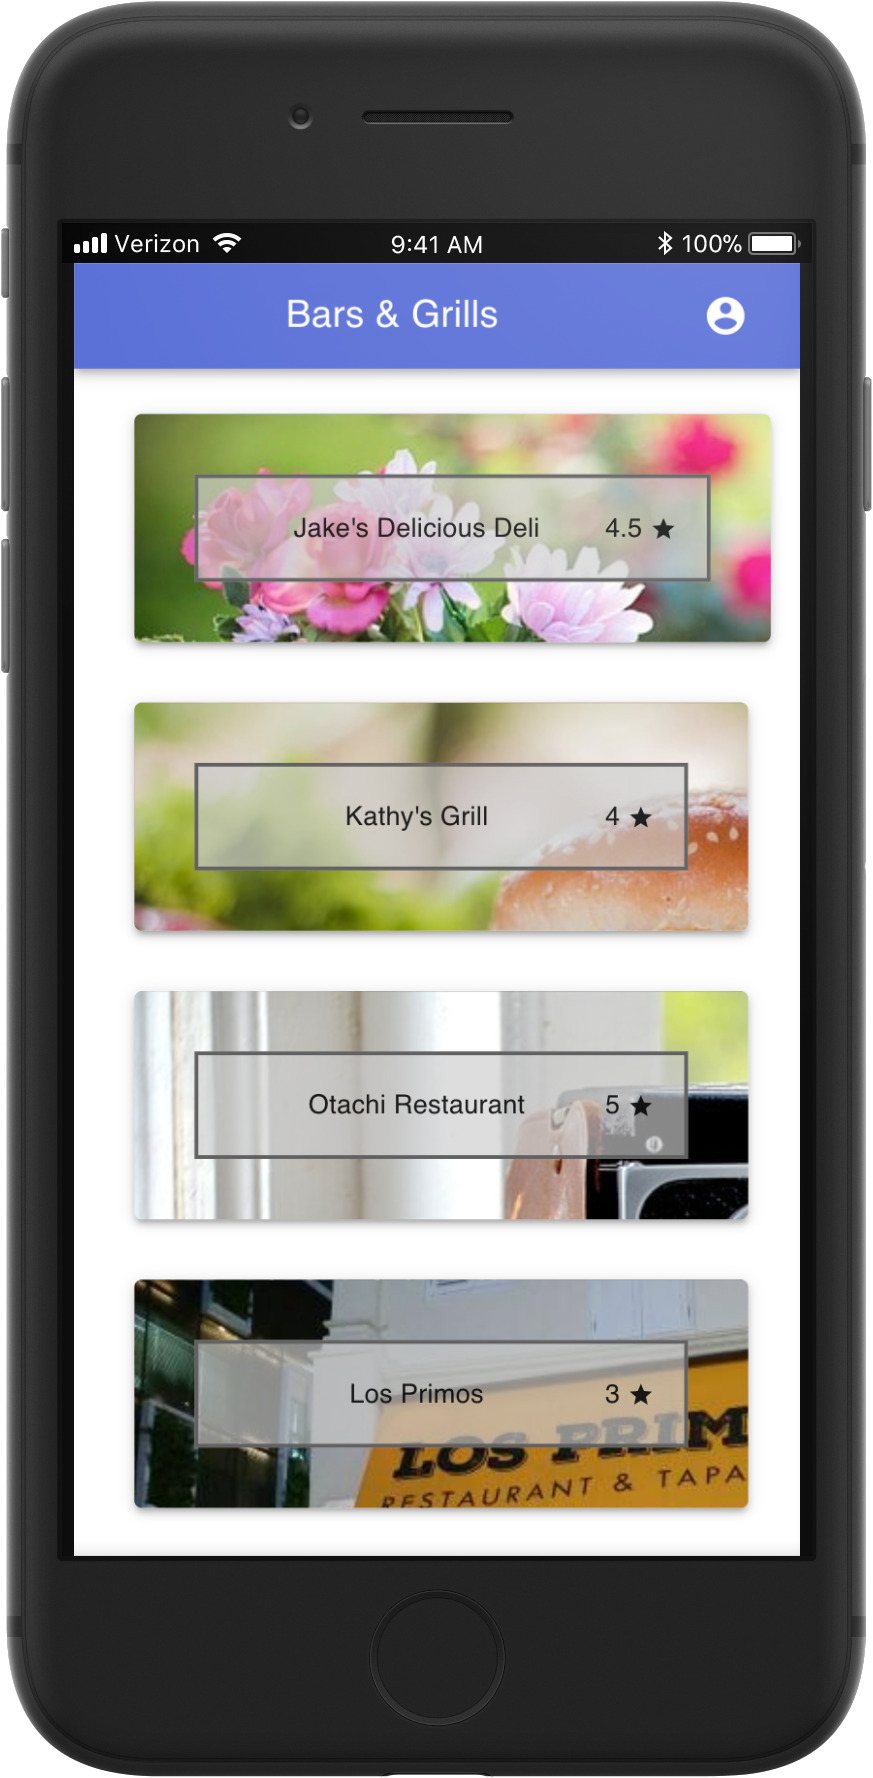 Verizon 9:41 AM 100%
Bars & Grills
Jake's Delicious Deli 4.5 ★
Kathy's Grill 4 ★
Otachi Restaurant 5 ★
Los Primos 3 ★
LOS PRIM
RESTAURANT & TAPA